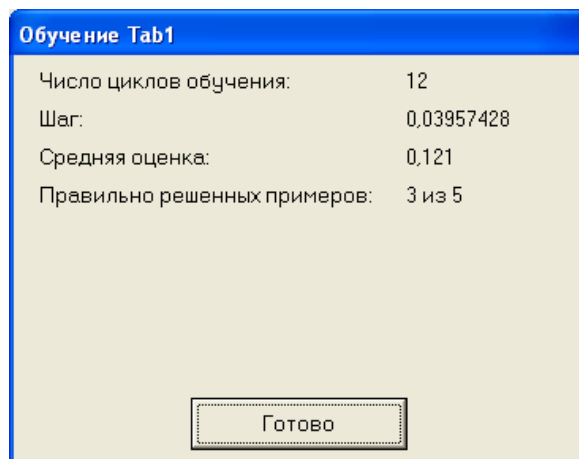 Обучение Tab1
Число циклов обучения: 12
Шаг: 0,03957428
Средняя оценка: 0,121
Правильно решенных примеров: 3 из 5
Готово